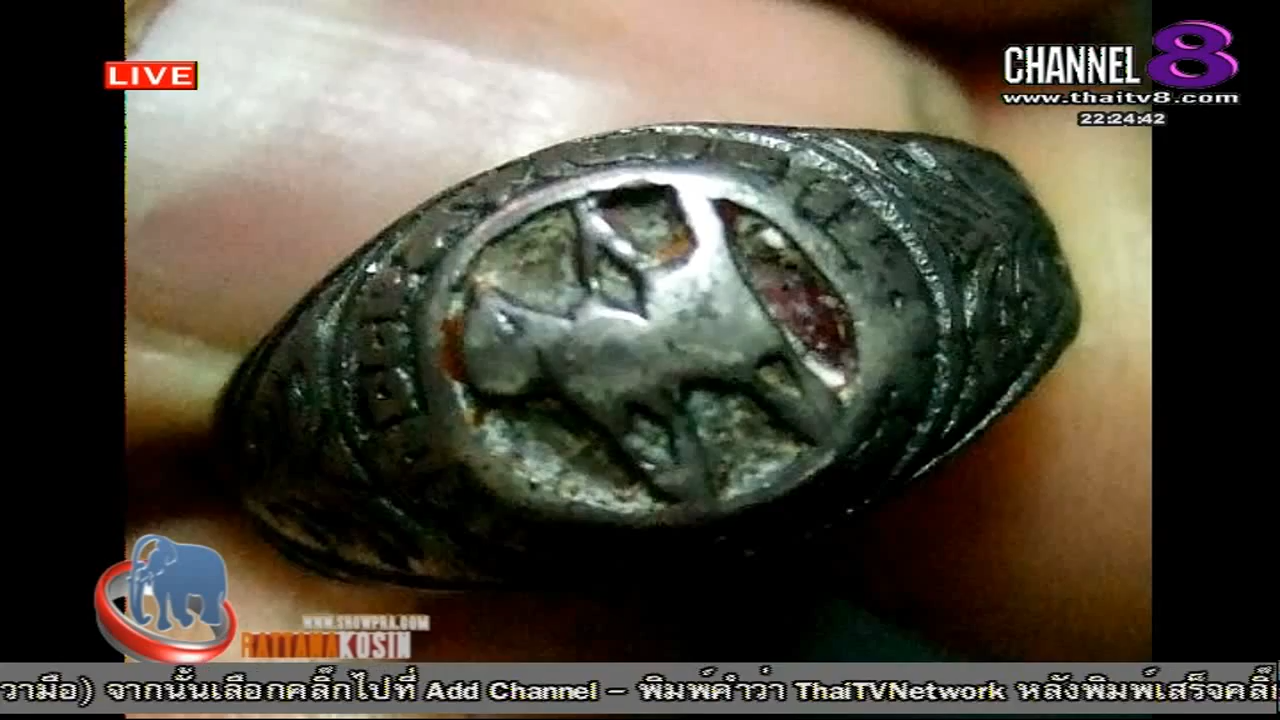 LIVE
CHANNEL 8
www.thaitv8.com
22:24:42
WWW.SHOWPRA.COM
RATTANAKOSIN
วามือ) จากนั้นเลือกคลิ๊กไปที่ Add Channel – พิมพ์คำว่า ThaiTVNetwork หลังพิมพ์เสร็จคลิ๊